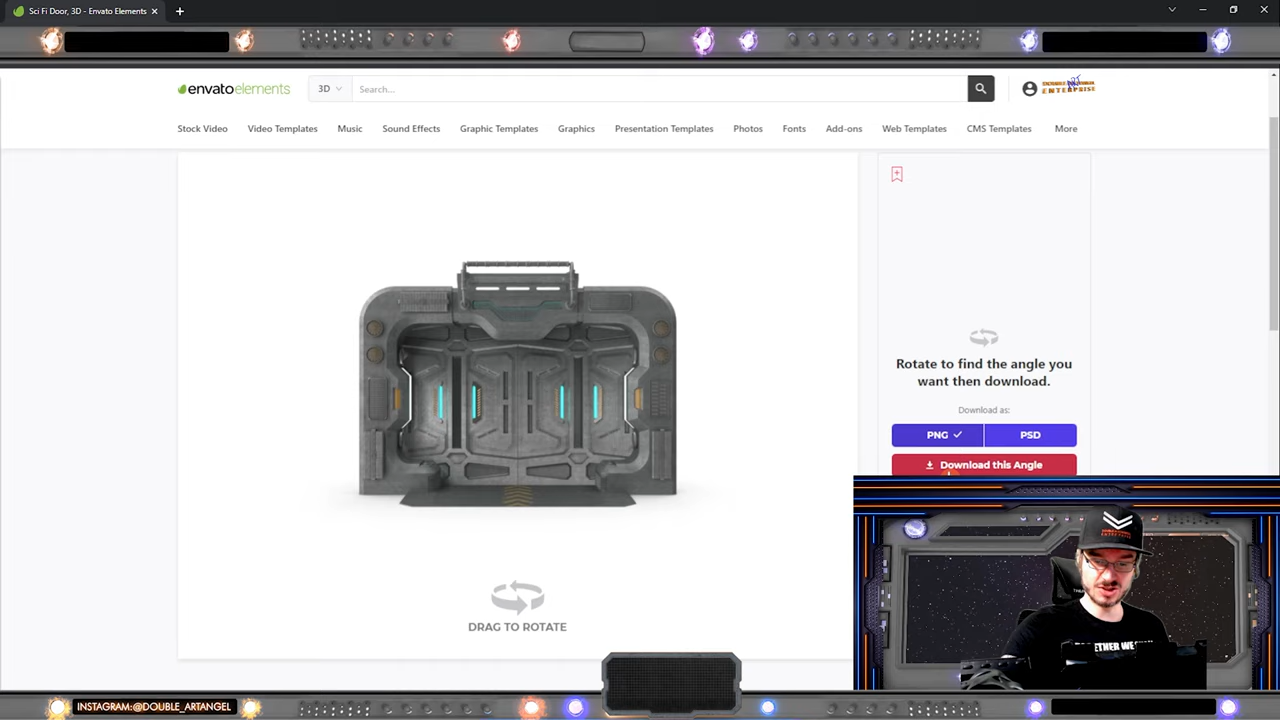 Sci Fi Door, 3D - Envato Elements
envatoelements
3D
Search...
ENTERPRISE
Stock Video
Video Templates
Music
Sound Effects
Graphic Templates
Graphics
Presentation Templates
Photos
Fonts
Add-ons
Web Templates
CMS Templates
More
Rotate to find the angle you
want then download.
Download as:
PNG
PSD
Download this Angle
DRAG TO ROTATE
INSTAGRAM:@DOUBLE_ARTANGEL